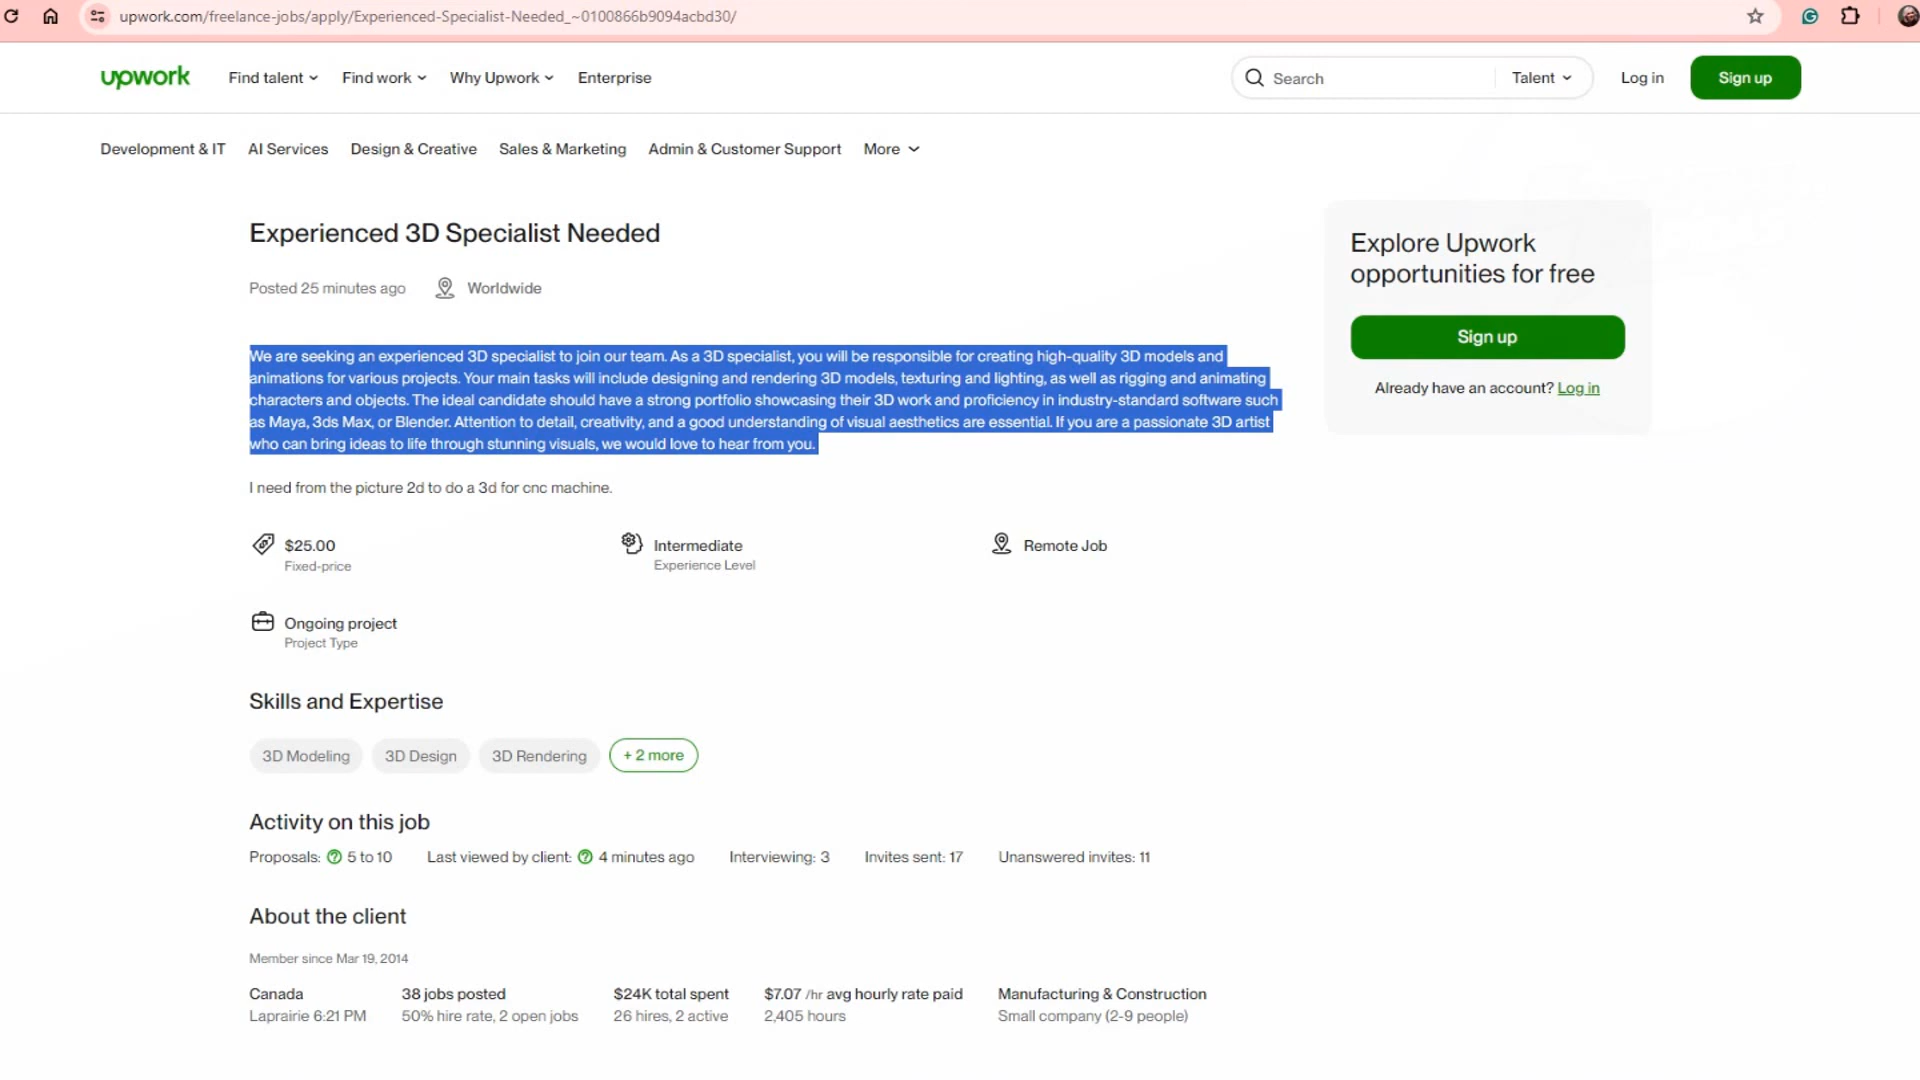 upwork.com/freelance-jobs/apply/Experienced-Specialist-Needed_~0100866b9094acbd30/
upwork Find talent Find work Why Upwork Enterprise Search Talent Log in Sign up
Development & IT AI Services Design & Creative Sales & Marketing Admin & Customer Support More
Experienced 3D Specialist Needed
Posted 25 minutes ago Worldwide
We are seeking an experienced 3D specialist to join our team. As a 3D specialist, you will be responsible for creating high-quality 3D models and
animations for various projects. Your main tasks will include designing and rendering 3D models, texturing and lighting, as well as rigging and animating
characters and objects. The ideal candidate should have a strong portfolio showcasing their 3D work and proficiency in industry-standard software such
as Maya, 3ds Max, or Blender. Attention to detail, creativity, and a good understanding of visual aesthetics are essential. If you are a passionate 3D artist
who can bring ideas to life through stunning visuals, we would love to hear from you.
I need from the picture 2d to do a 3d for cnc machine.
$25.00 Intermediate Remote Job
Fixed-price Experience Level
Ongoing project
Project Type
Skills and Expertise
3D Modeling 3D Design 3D Rendering + 2 more
Activity on this job
Proposals: 5 to 10 Last viewed by client: 4 minutes ago Interviewing: 3 Invites sent: 17 Unanswered invites: 11
About the client
Member since Mar 19, 2014
Canada 38 jobs posted $24K total spent $7.07 /hr avg hourly rate paid Manufacturing & Construction
Laprairie 6:21 PM 50% hire rate, 2 open jobs 26 hires, 2 active 2,405 hours Small company (2-9 people)
Explore Upwork
opportunities for free
Sign up
Already have an account? Log in